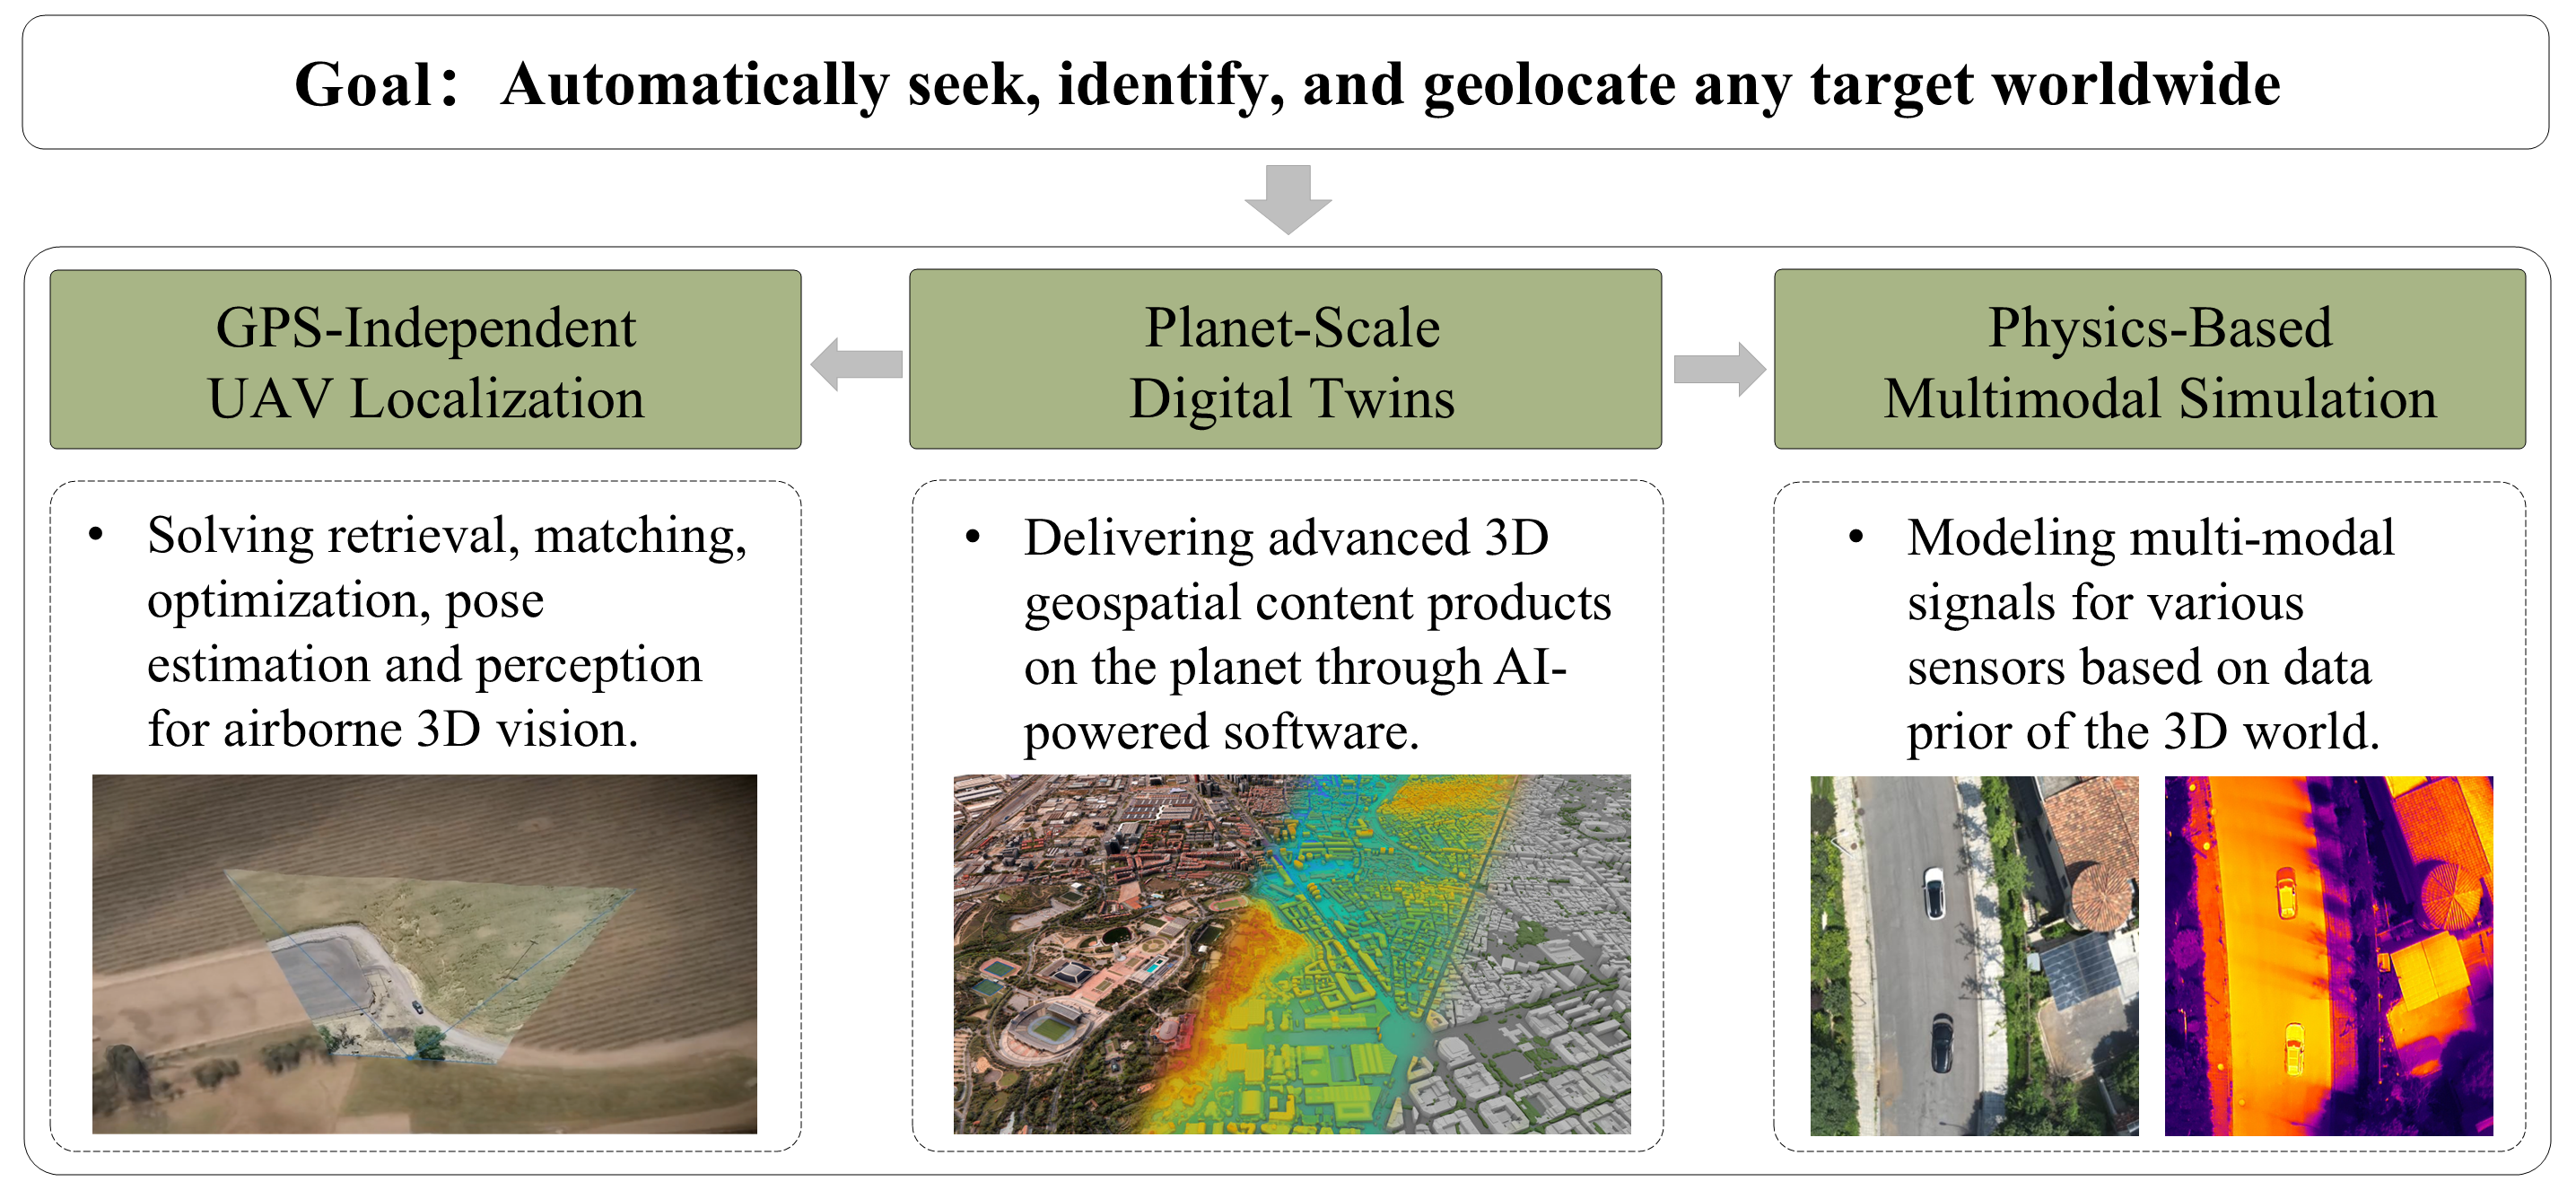 Goal： Automatically seek, identify, and geolocate any target worldwide
GPS-Independent
UAV Localization
Planet-Scale
Digital Twins
Physics-Based
Multimodal Simulation
• Solving retrieval, matching,
optimization, pose
estimation and perception
for airborne 3D vision.
• Delivering advanced 3D
geospatial content products
on the planet through AI-
powered software.
• Modeling multi-modal
signals for various
sensors based on data
prior of the 3D world.